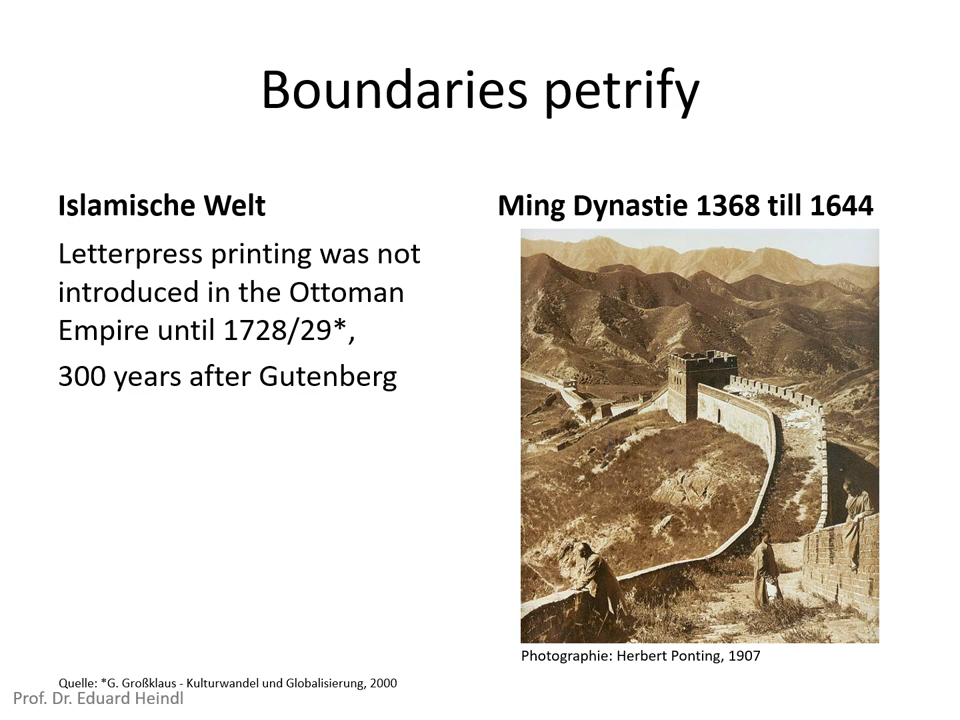 Boundaries petrify
Islamische Welt
Letterpress printing was not
introduced in the Ottoman
Empire until 1728/29*,
300 years after Gutenberg
Ming Dynastie 1368 till 1644
Photographie: Herbert Ponting, 1907
Quelle: *G. Großklaus - Kulturwandel und Globalisierung, 2000
Prof. Dr. Eduard Heindl